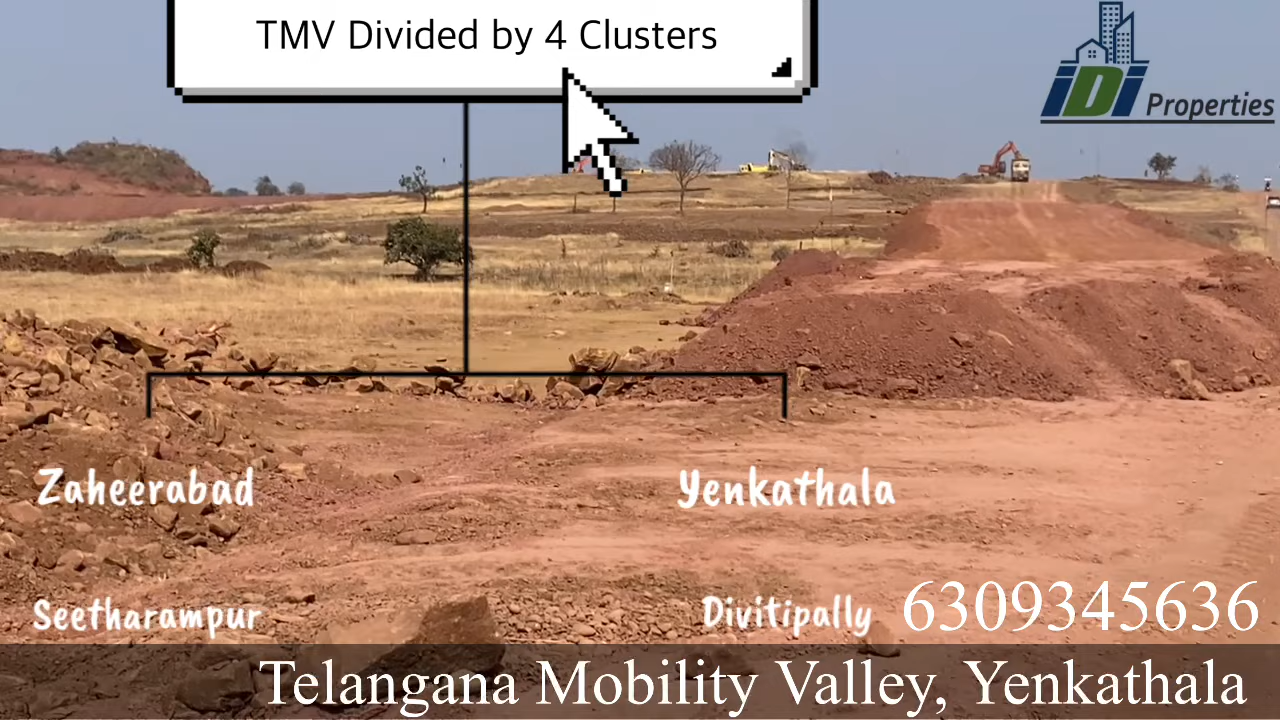 TMV Divided by 4 Clusters
iDi Properties
Zaheerabad
Yenkathala
Seetharampur
Divitipally
6309345636
Telangana Mobility Valley, Yenkathala